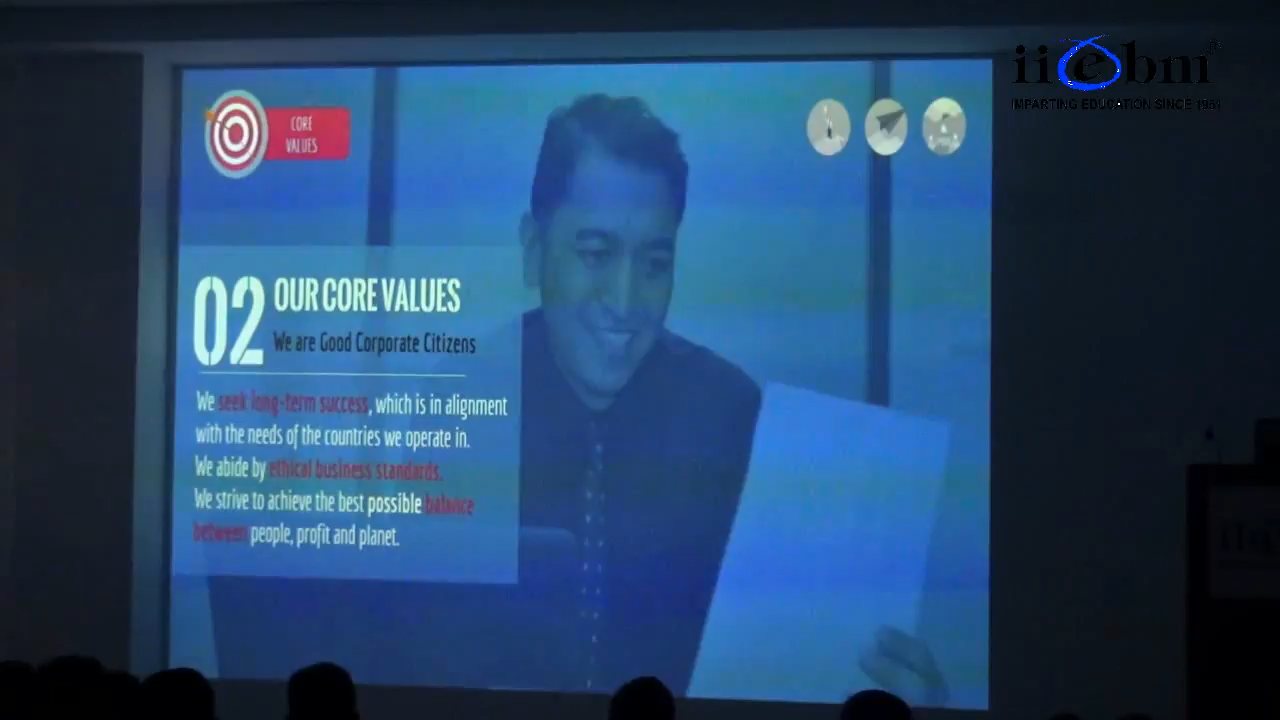 iiebm
IMPARTING EDUCATION SINCE 1981
CORE
VALUES
02
OUR CORE VALUES
We are Good Corporate Citizens
We seek long-term success, which is in alignment
with the needs of the countries we operate in.
We abide by ethical business standards.
We strive to achieve the best possible balance
between people, profit and planet.